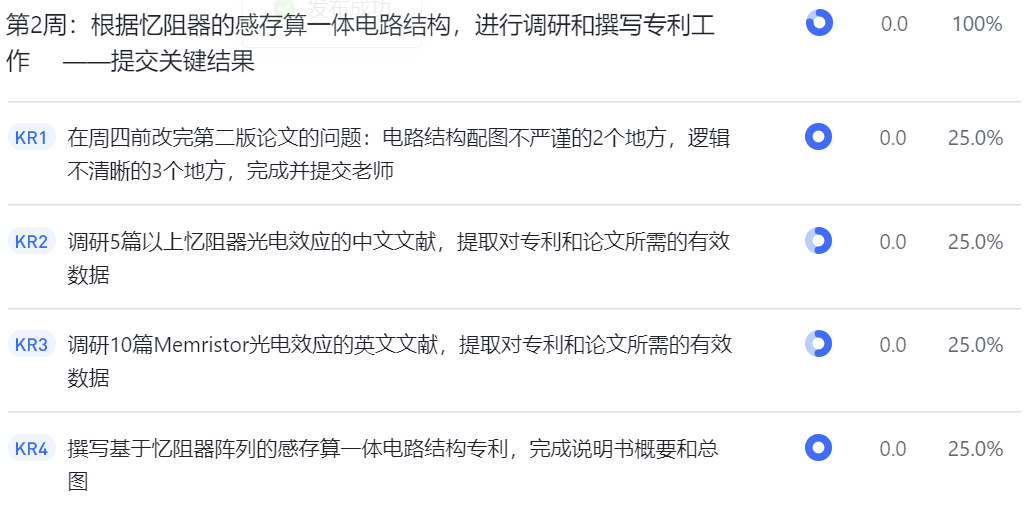 发布成功
第2周：根据忆阻器的感存算一体电路结构，进行调研和撰写专利工
作 ——提交关键结果
0.0 100%
KR1 在周四前改完第二版论文的问题：电路结构配图不严谨的2个地方，逻辑
不清晰的3个地方，完成并提交老师
0.0 25.0%
KR2 调研5篇以上忆阻器光电效应的中文文献，提取对专利和论文所需的有效
数据
0.0 25.0%
KR3 调研10篇Memristor光电效应的英文文献，提取对专利和论文所需的有效
数据
0.0 25.0%
KR4 撰写基于忆阻器阵列的感存算一体电路结构专利，完成说明书概要和总
图
0.0 25.0%